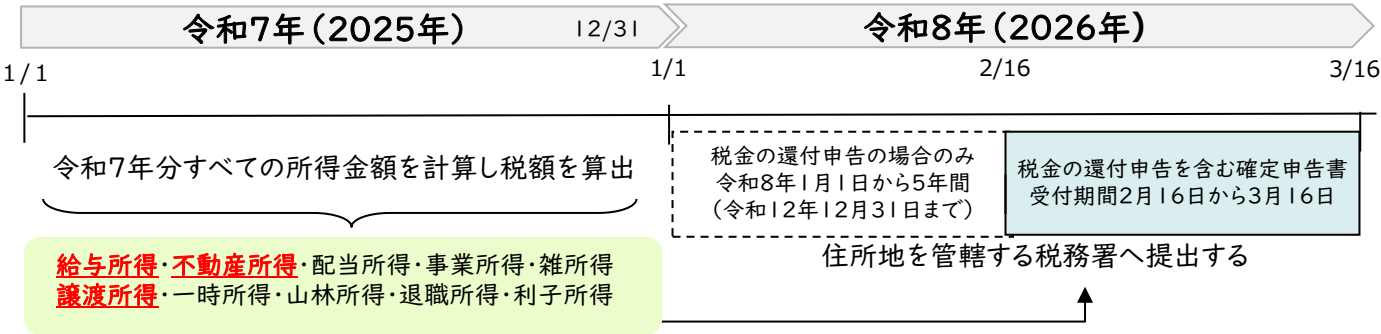 令和7年(2025年)
12/31
令和8年(2026年)
1/1
1/1
2/16
3/16
令和7年分すべての所得金額を計算し税額を算出
税金の還付申告の場合のみ
令和8年1月1日から5年間
(令和12年12月31日まで)
税金の還付申告を含む確定申告書
受付期間2月16日から3月16日
住所地を管轄する税務署へ提出する
給与所得・不動産所得・配当所得・事業所得・雑所得
譲渡所得・一時所得・山林所得・退職所得・利子所得